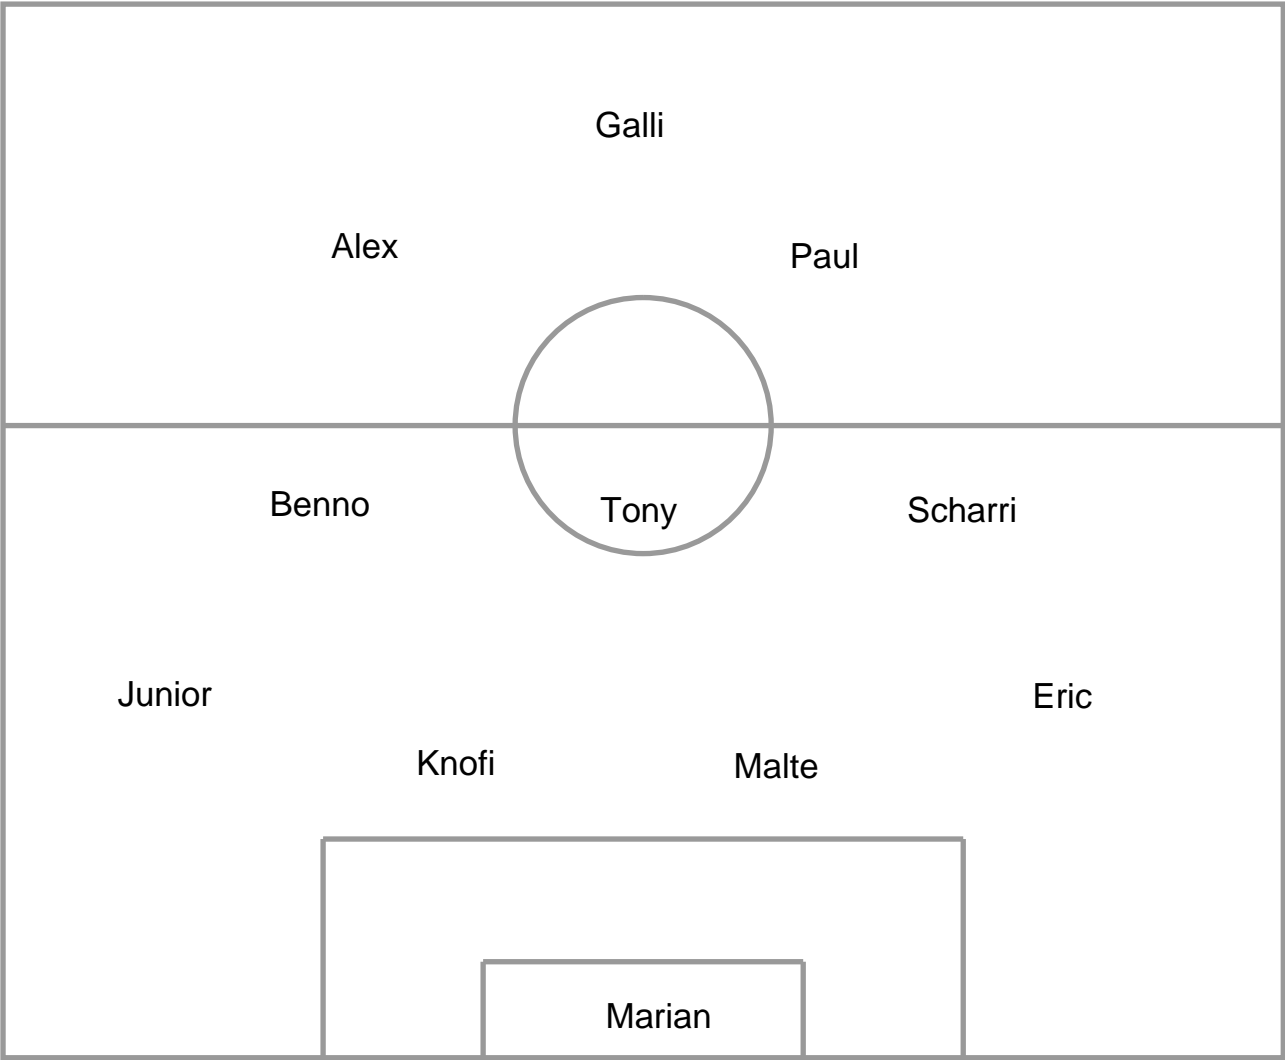 Galli
Alex
Paul
Benno
Tony
Scharri
Junior
Eric
Knofi
Malte
Marian